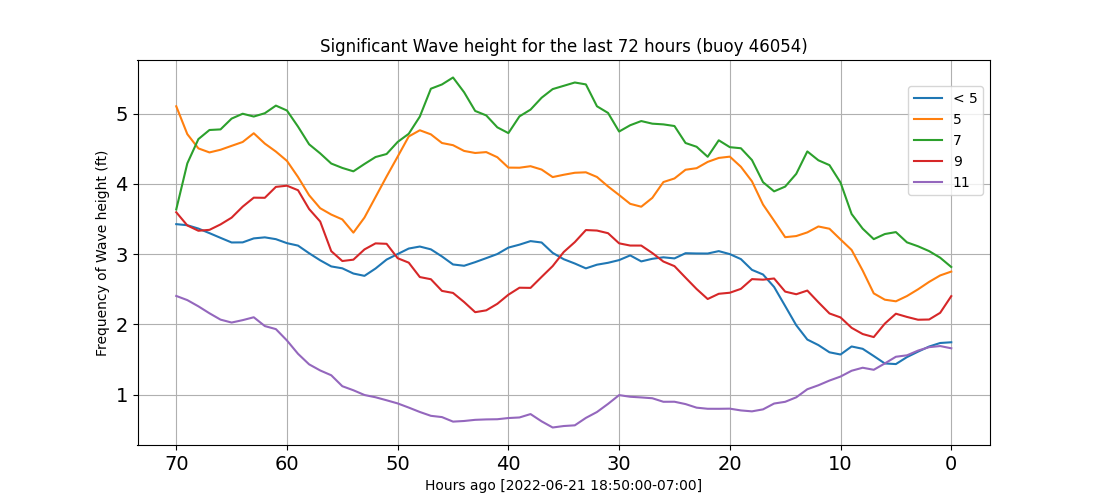 Significant Wave height for the last 72 hours (buoy 46054)
Frequency of Wave height (ft)
5
4
3
2
1
< 5
5
7
9
11
70 60 50 40 30 20 10 0
Hours ago [2022-06-21 18:50:00-07:00]